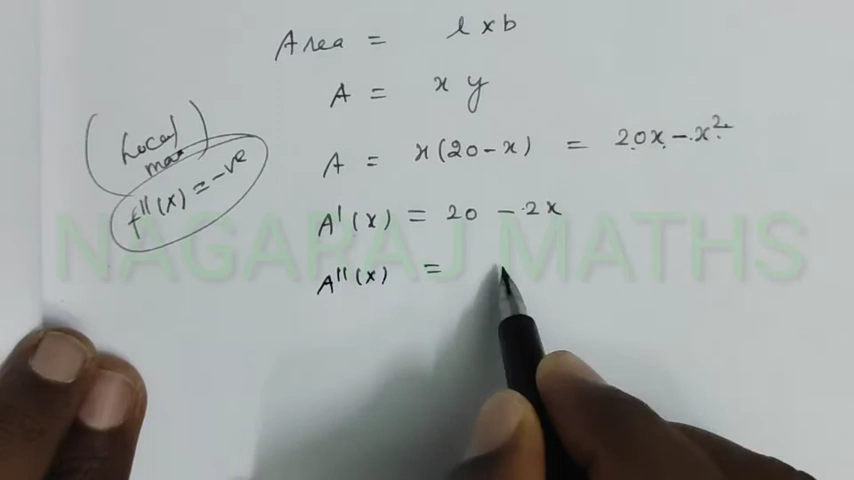 Area = l x b
A = x y
A = x(20 - x) = 20x - x²
(Local max)
f''(x) = -ve
A'(x) = 20 - 2x
NAGARAJ MATHS
A''(x) =